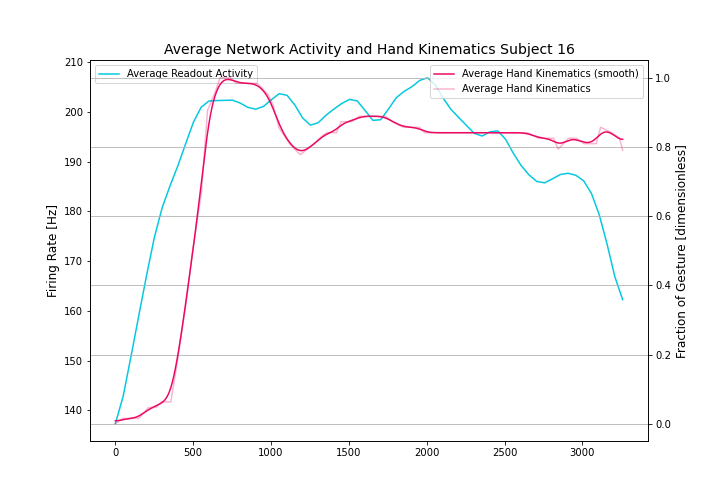 Average Network Activity and Hand Kinematics Subject 16
Average Readout Activity
Average Hand Kinematics (smooth)
Average Hand Kinematics
Firing Rate [Hz]
210
200
190
180
170
160
150
140
Fraction of Gesture [dimensionless]
1.0
0.8
0.6
0.4
0.2
0.0
0 500 1000 1500 2000 2500 3000